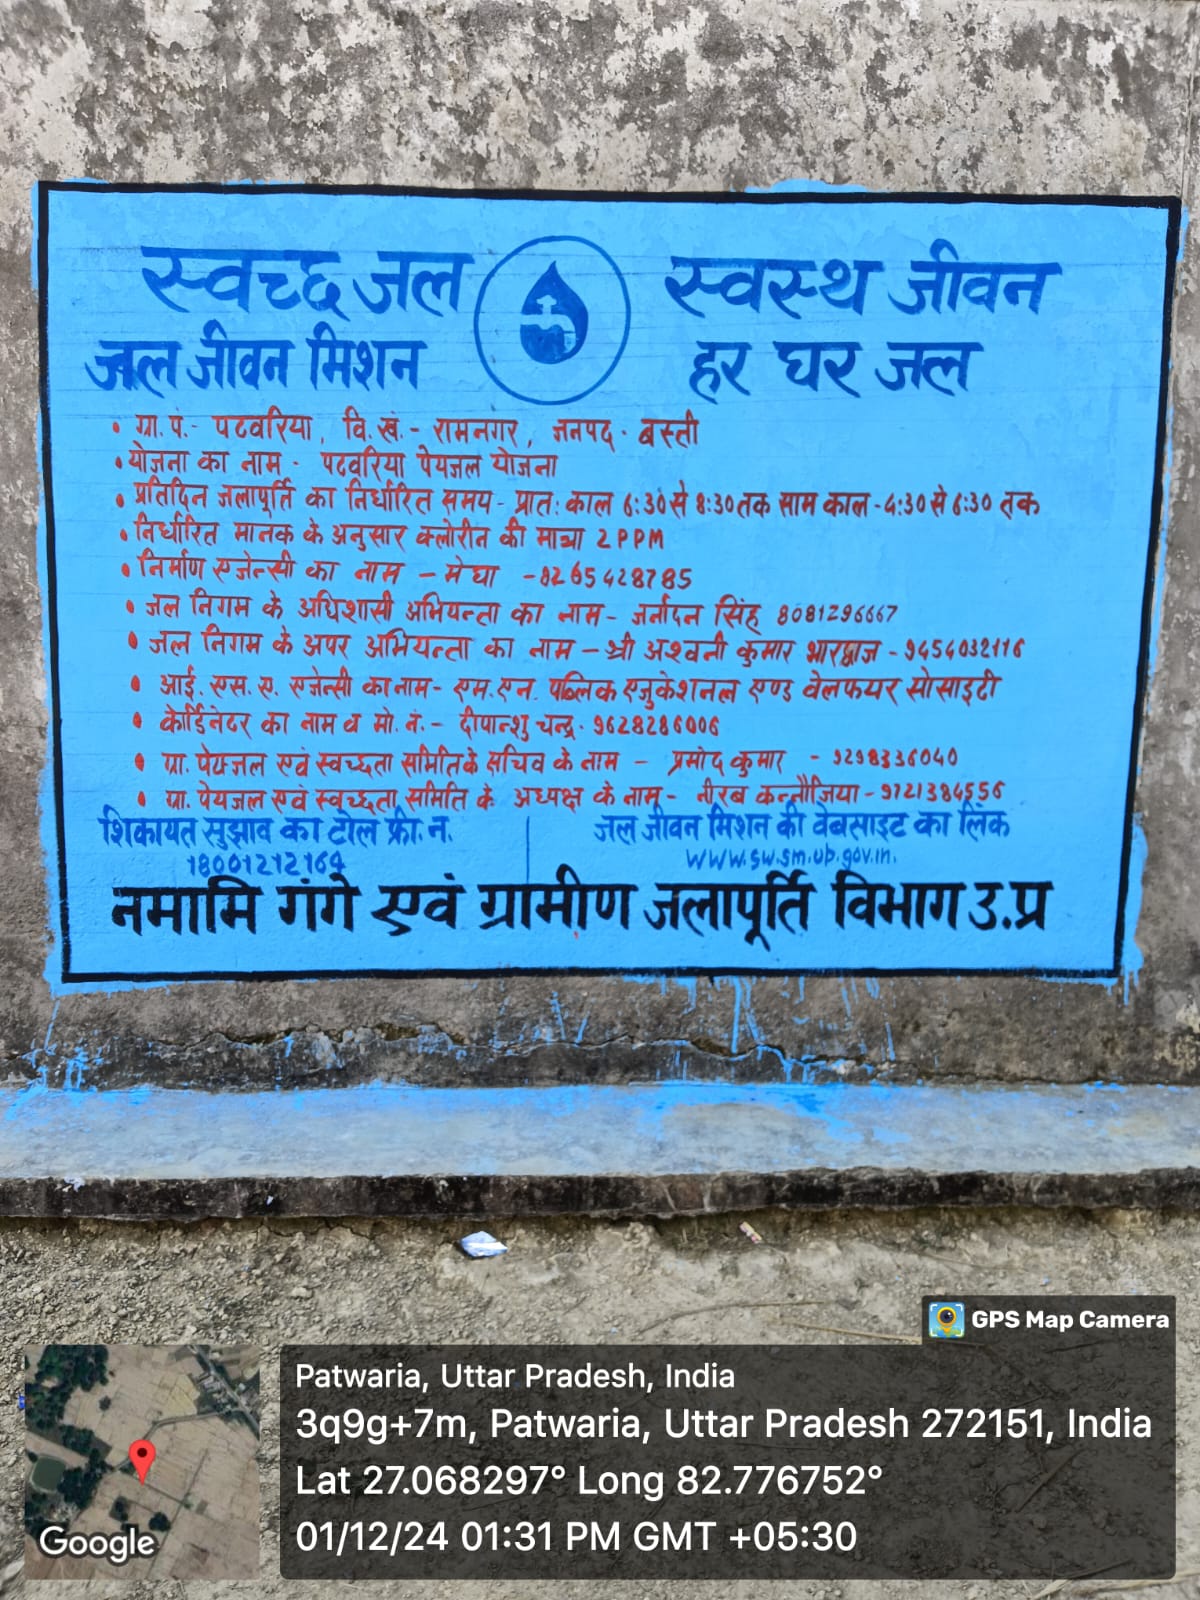 स्वच्छ जल स्वस्थ जीवन
जल जीवन मिशन हर घर जल
• ग्रा. पं.- पटवरिया, वि. खं.- रामनगर, जनपद - बस्ती
• योजना का नाम - पटवरिया पेयजल योजना
• प्रतिदिन जलापूर्ति का निर्धारित समय - प्रातः काल 6:30 से 8:30 तक साम काल - 4:30 से 6:30 तक
• निर्धारित मानक के अनुसार क्लोरीन की मात्रा 2 PPM
• निर्माण एजेन्सी का नाम - मेघा - 9265428785
• जल निगम के अधिशासी अभियन्ता का नाम - जर्नादन सिंह 8081296667
• जल निगम के अपर अभियन्ता का नाम - श्री अश्वनी कुमार भारद्वाज - 9454032116
• आई. एस. ए. एजेन्सी का नाम - एम. एन. पब्लिक एजुकेशनल एण्ड वेलफेयर सोसाइटी
• कोर्डिनेटर का नाम व मो. नं. - दीपान्शु चन्द्र - 9628286006
• ग्रा. पेयजल एवं स्वच्छता समिति के सचिव के नाम - प्रमोद कुमार - 9298336040
• ग्रा. पेयजल एवं स्वच्छता समिति के अध्यक्ष के नाम - नीरब कन्नौजिया - 9721384556
शिकायत सुझाव का टोल फ्री. न. जल जीवन मिशन की वेबसाइट का लिंक
18001212164 www.swsm.up.gov.in.
नमामि गंगे एवं ग्रामीण जलापूर्ति विभाग उ.प्र
GPS Map Camera
Patwaria, Uttar Pradesh, India
3q9g+7m, Patwaria, Uttar Pradesh 272151, India
Lat 27.068297° Long 82.776752°
01/12/24 01:31 PM GMT +05:30
Google